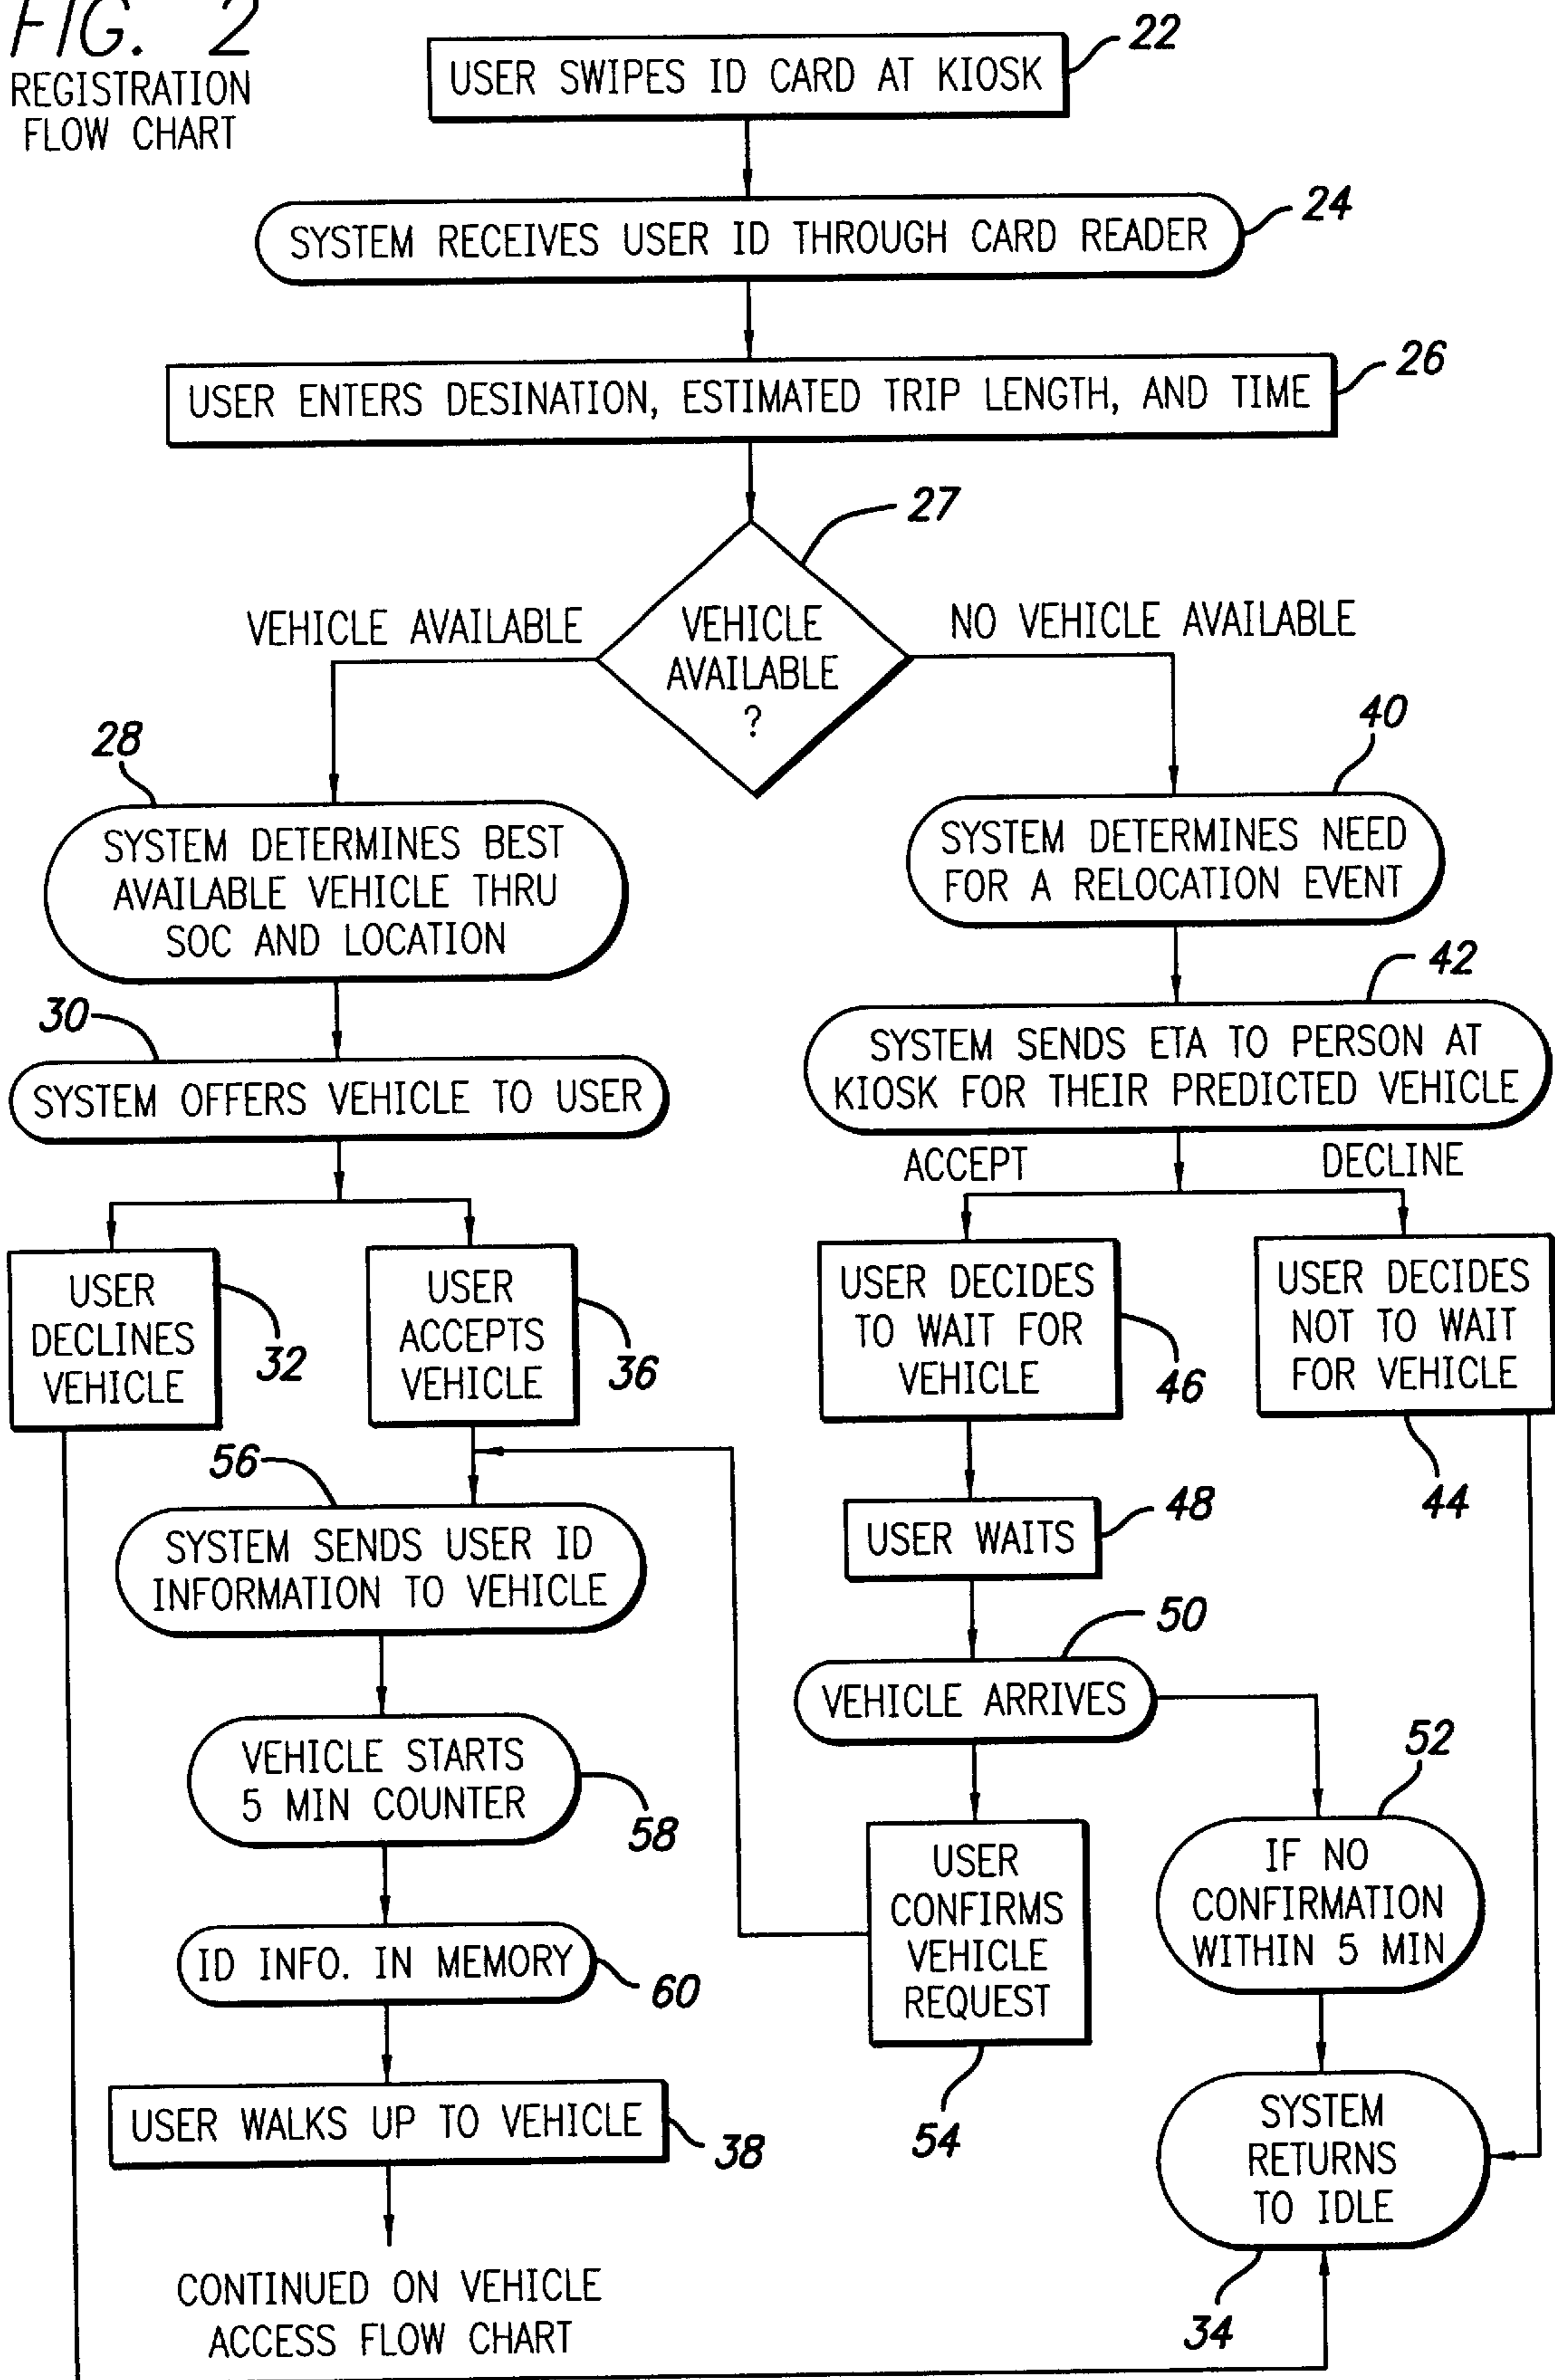 FIG. 2
REGISTRATION
FLOW CHART
USER SWIPES ID CARD AT KIOSK
22
SYSTEM RECEIVES USER ID THROUGH CARD READER
24
USER ENTERS DESINATION, ESTIMATED TRIP LENGTH, AND TIME
26
27
VEHICLE
AVAILABLE
?
VEHICLE AVAILABLE
NO VEHICLE AVAILABLE
28
SYSTEM DETERMINES BEST
AVAILABLE VEHICLE THRU
SOC AND LOCATION
40
SYSTEM DETERMINES NEED
FOR A RELOCATION EVENT
30
SYSTEM OFFERS VEHICLE TO USER
42
SYSTEM SENDS ETA TO PERSON AT
KIOSK FOR THEIR PREDICTED VEHICLE
ACCEPT
DECLINE
USER
DECLINES
VEHICLE
32
USER
ACCEPTS
VEHICLE
36
USER DECIDES
TO WAIT FOR
VEHICLE
46
USER DECIDES
NOT TO WAIT
FOR VEHICLE
44
56
SYSTEM SENDS USER ID
INFORMATION TO VEHICLE
USER WAITS
48
VEHICLE ARRIVES
50
VEHICLE STARTS
5 MIN COUNTER
58
USER
CONFIRMS
VEHICLE
REQUEST
54
52
IF NO
CONFIRMATION
WITHIN 5 MIN
ID INFO. IN MEMORY
60
USER WALKS UP TO VEHICLE
38
SYSTEM
RETURNS
TO IDLE
34
CONTINUED ON VEHICLE
ACCESS FLOW CHART